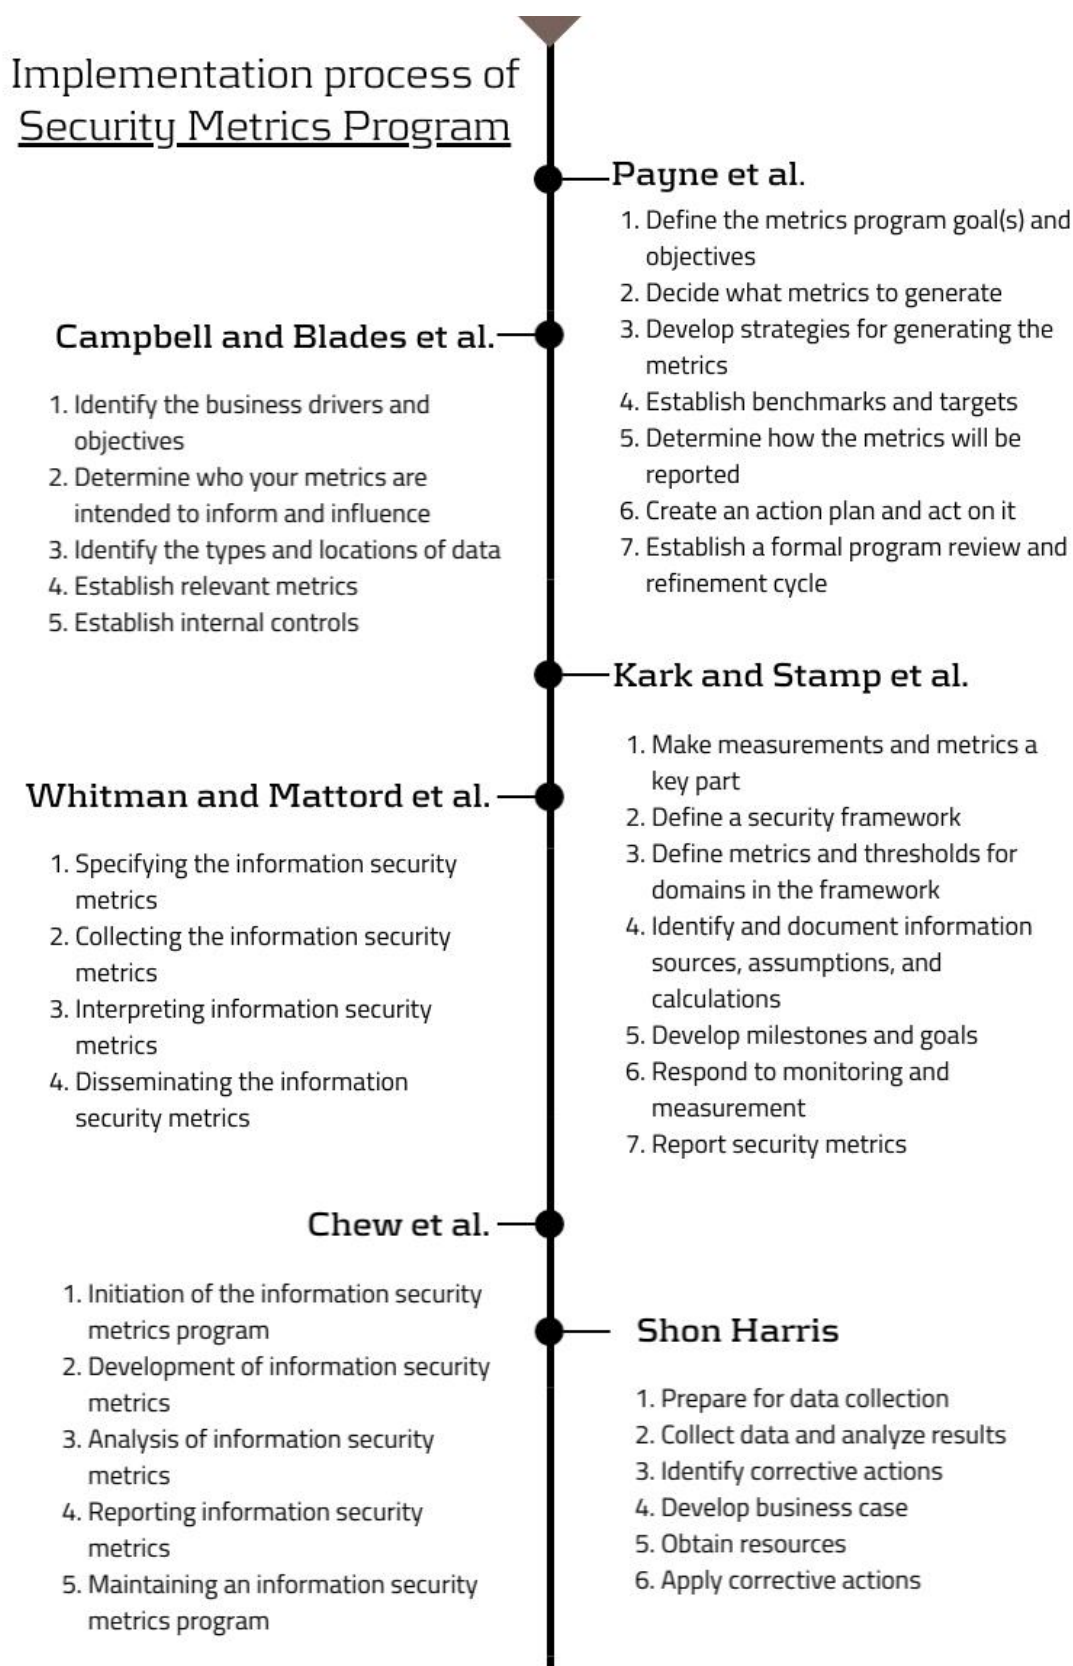 Implementation process of
Security Metrics Program
Payne et al.
1. Define the metrics program goal(s) and
objectives
2. Decide what metrics to generate
3. Develop strategies for generating the
metrics
4. Establish benchmarks and targets
5. Determine how the metrics will be
reported
6. Create an action plan and act on it
7. Establish a formal program review and
refinement cycle
Campbell and Blades et al.
1. Identify the business drivers and
objectives
2. Determine who your metrics are
intended to inform and influence
3. Identify the types and locations of data
4. Establish relevant metrics
5. Establish internal controls
Kark and Stamp et al.
1. Make measurements and metrics a
key part
2. Define a security framework
3. Define metrics and thresholds for
domains in the framework
4. Identify and document information
sources, assumptions, and
calculations
5. Develop milestones and goals
6. Respond to monitoring and
measurement
7. Report security metrics
Whitman and Mattord et al.
1. Specifying the information security
metrics
2. Collecting the information security
metrics
3. Interpreting information security
metrics
4. Disseminating the information
security metrics
Chew et al.
1. Initiation of the information security
metrics program
2. Development of information security
metrics
3. Analysis of information security
metrics
4. Reporting information security
metrics
5. Maintaining an information security
metrics program
Shon Harris
1. Prepare for data collection
2. Collect data and analyze results
3. Identify corrective actions
4. Develop business case
5. Obtain resources
6. Apply corrective actions